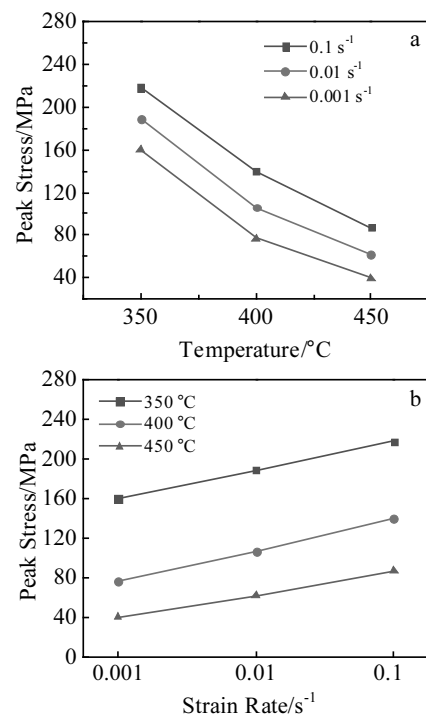 a
0.1 s⁻¹
0.01 s⁻¹
0.001 s⁻¹
280
240
200
160
120
80
40
Peak Stress/MPa
350 400 450
Temperature/°C
b
350 °C
400 °C
450 °C
280
240
200
160
120
80
40
0
Peak Stress/MPa
0.001 0.01 0.1
Strain Rate/s⁻¹